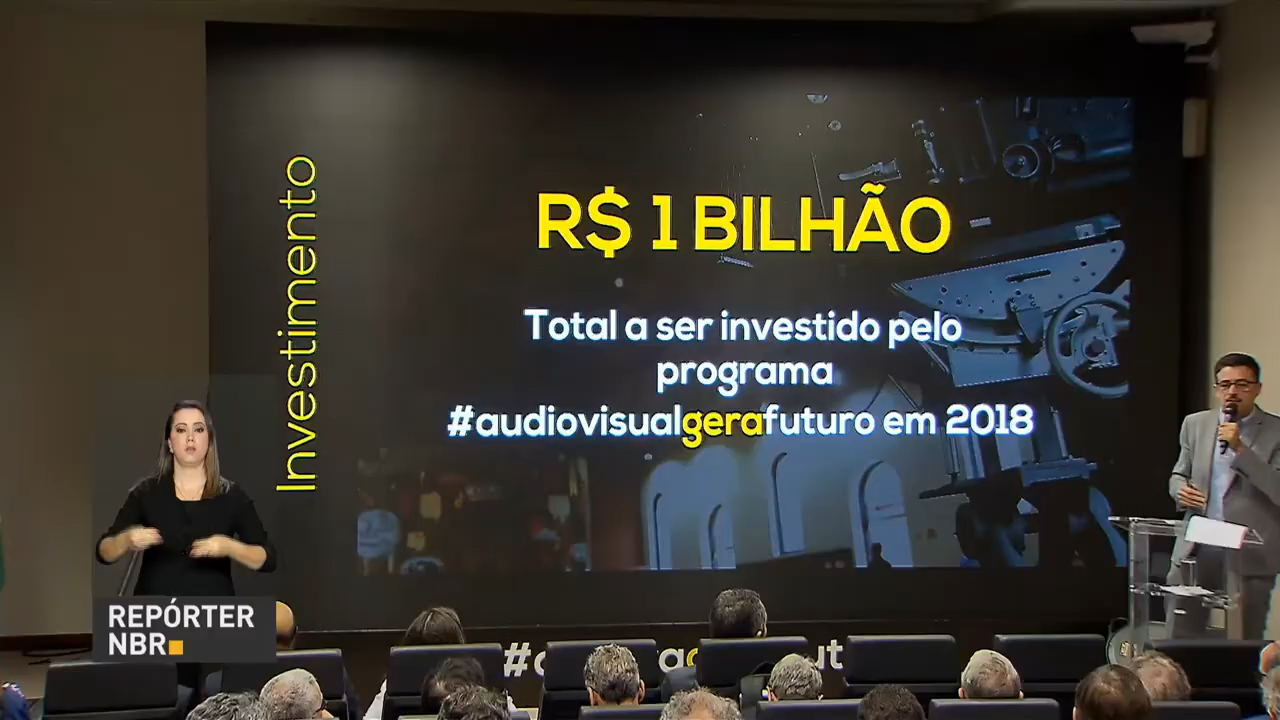 Investimento
R$ 1 BILHÃO
Total a ser investido pelo
programa
#audiovisualgerafuturo em 2018
REPÓRTER
NBR